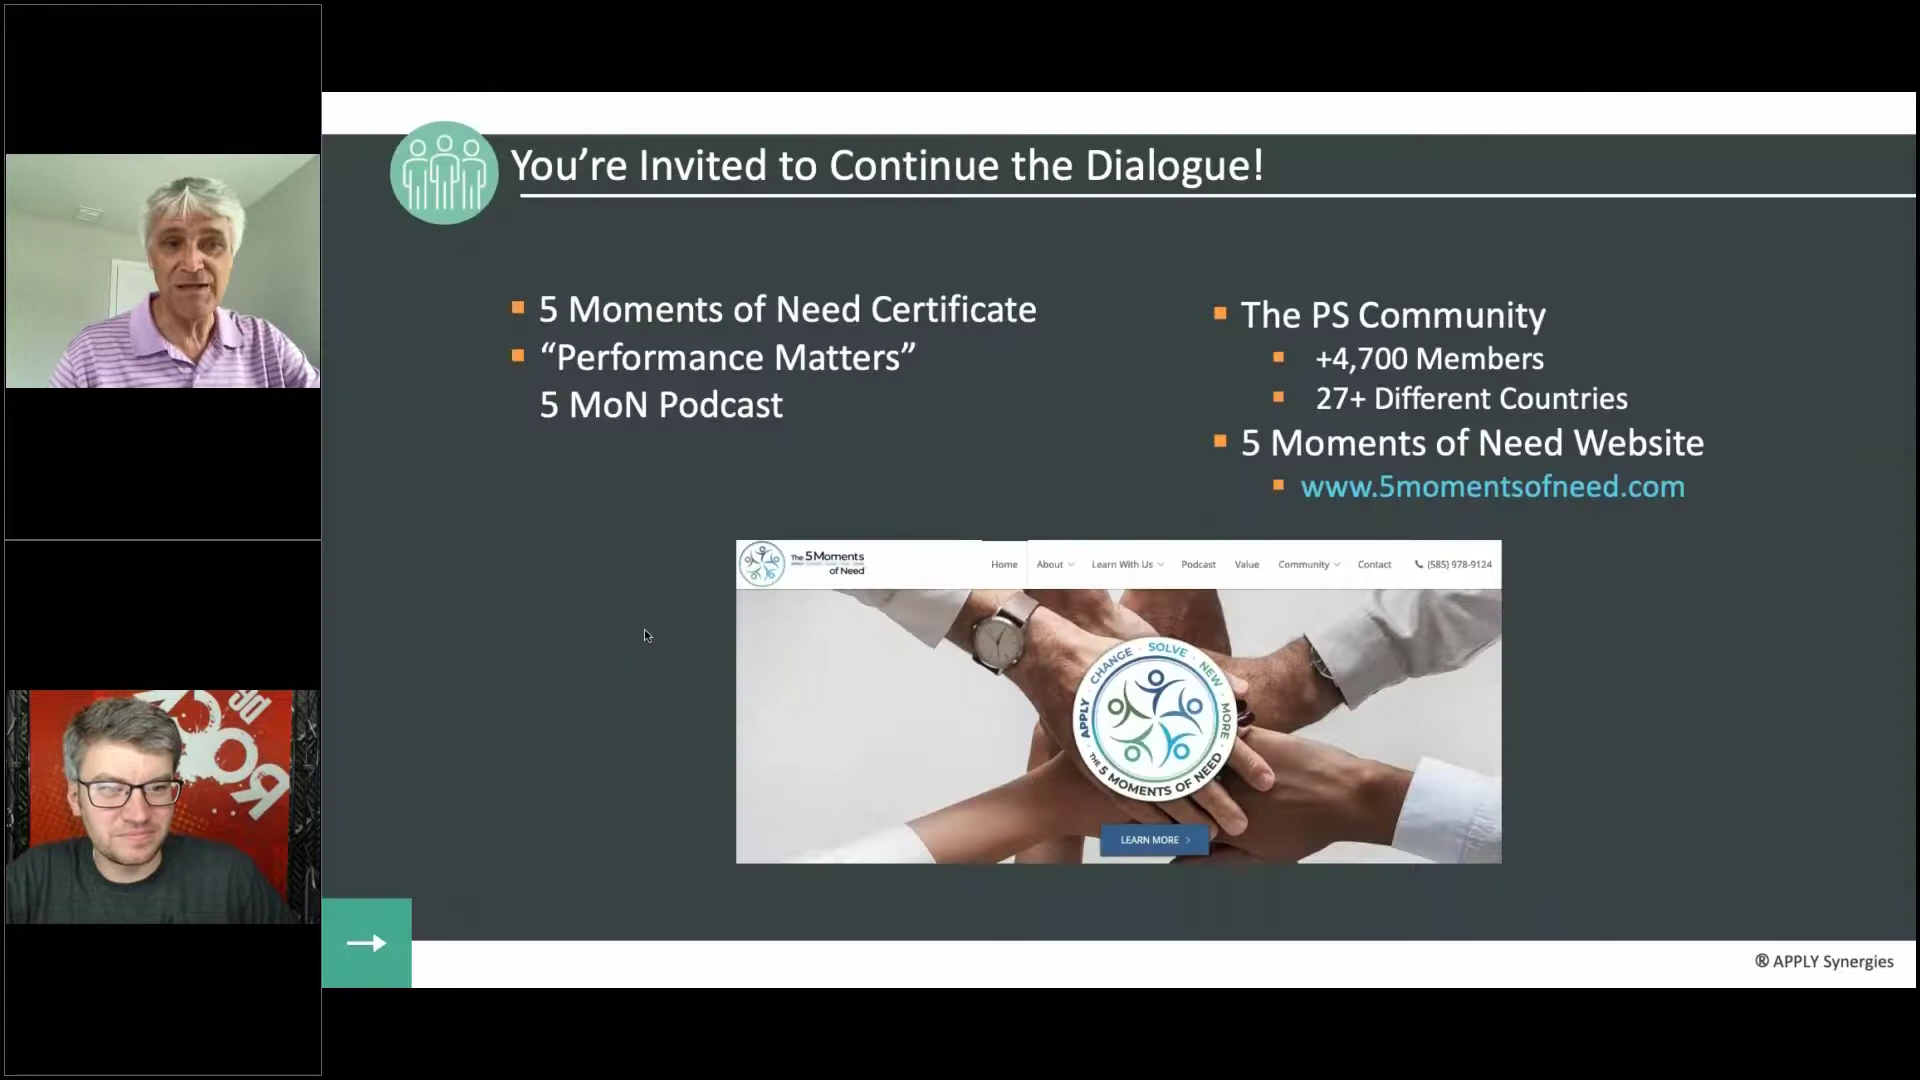 You're Invited to Continue the Dialogue!
5 Moments of Need Certificate
“Performance Matters”
5 MoN Podcast
The PS Community
+4,700 Members
27+ Different Countries
5 Moments of Need Website
www.5momentsofneed.com
The 5 Moments
of Need
Home
About
Learn With Us
Podcast
Value
Community
Contact
(585) 978-9124
APPLY · CHANGE · SOLVE · NEW · MORE ·
THE 5 MOMENTS OF NEED
LEARN MORE
® APPLY Synergies